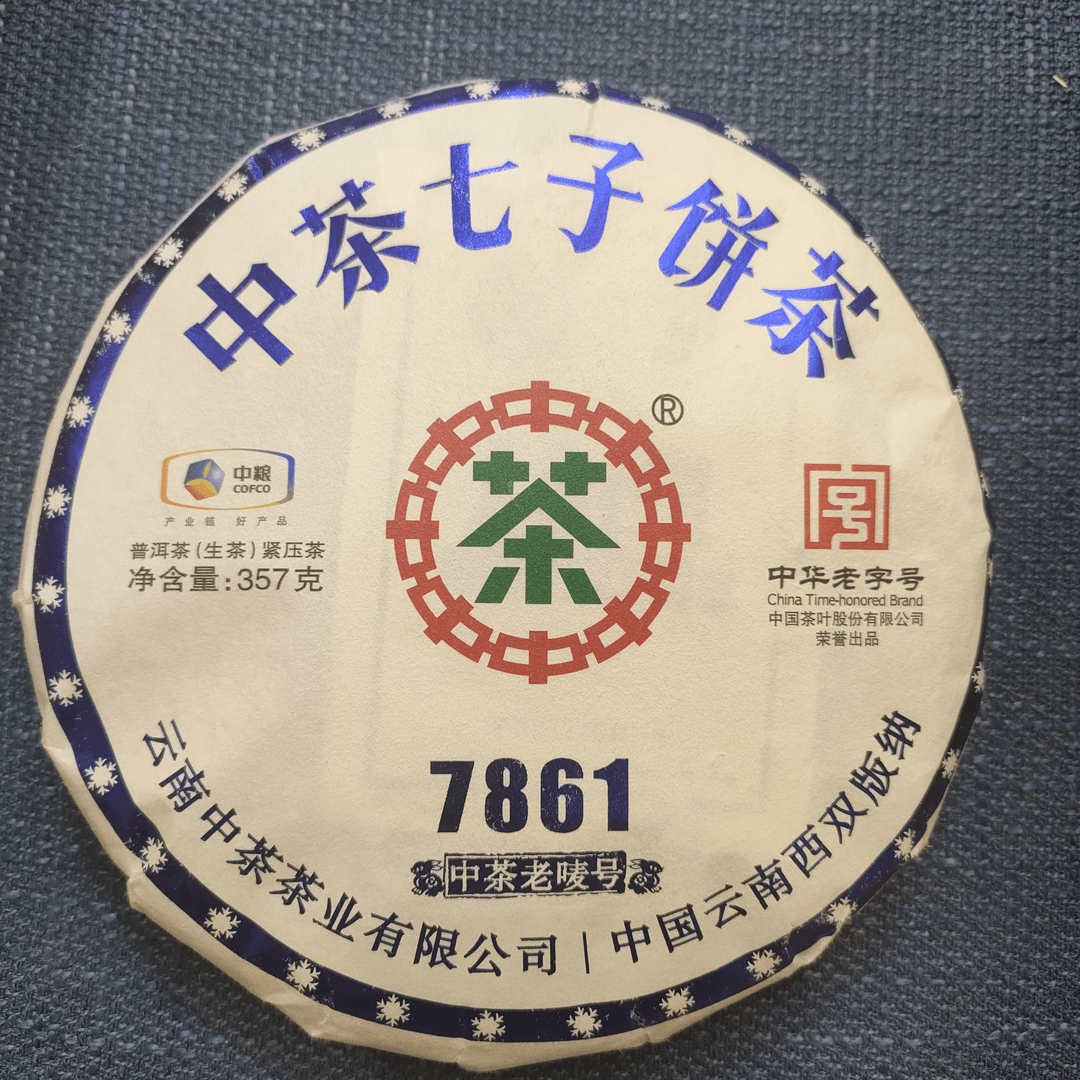 中茶七子饼茶
®
茶
中粮
COFCO
产业链 好产品
普洱茶(生茶)紧压茶
净含量:357克
字号
中华老字号
China Time-honored Brand
中国茶叶股份有限公司
荣誉出品
7861
中茶老唛号
云南中茶茶业有限公司|中国云南西双版纳